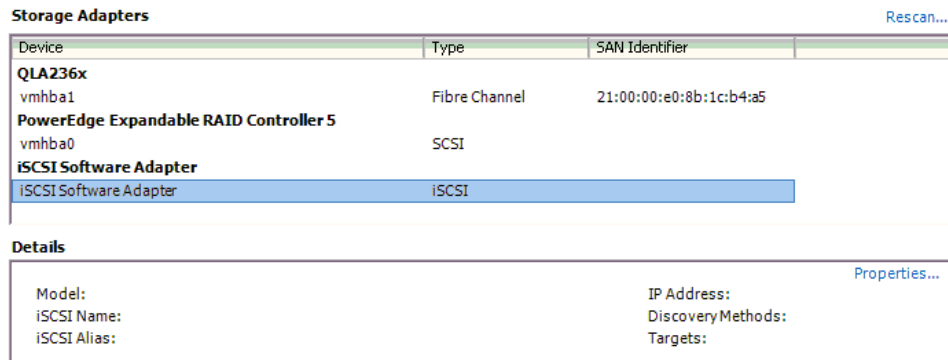 Storage Adapters Rescan...
Device Type SAN Identifier
QLA236x
vmhba1 Fibre Channel 21:00:00:e0:8b:1c:b4:a5
PowerEdge Expandable RAID Controller 5
vmhba0 SCSI
iSCSI Software Adapter
iSCSI Software Adapter iSCSI
Details
Properties...
Model: IP Address:
iSCSI Name: Discovery Methods:
iSCSI Alias: Targets: